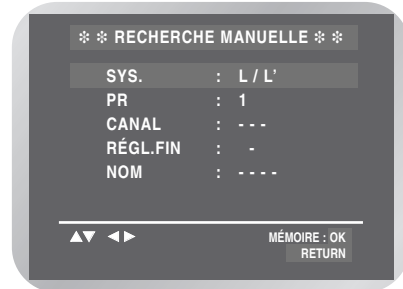 ❉ ❉ RECHERCHE MANUELLE ❉ ❉
SYS. : L / L’
PR : 1
CANAL : - - -
RÉGL.FIN : -
NOM : - - - -
▲▼ ◄► MÉMOIRE : OK
RETURN